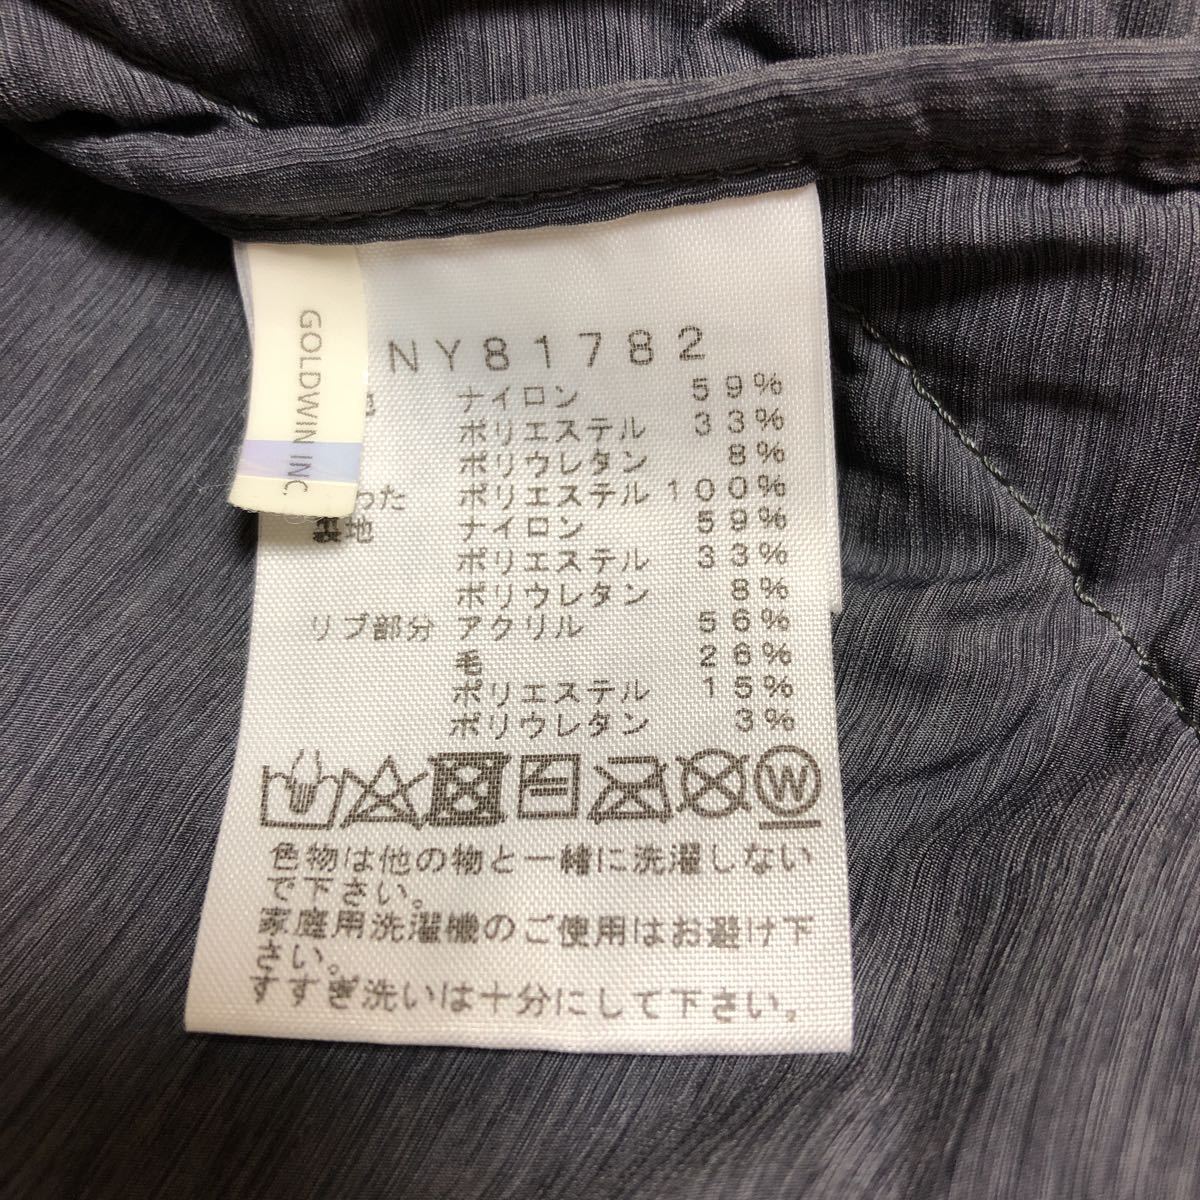 GOLDWIN INC.
NY81782
ナイロン 59%
ポリエステル 33%
ポリウレタン 8%
わた ポリエステル 100%
裏地 ナイロン 59%
ポリエステル 33%
ポリウレタン 8%
リブ部分 アクリル 56%
毛 26%
ポリエステル 15%
ポリウレタン 3%
W
色物は他の物と一緒に洗濯しない
で下さい。
家庭用洗濯機のご使用はお避け下
さい。
すすぎ洗いは十分にして下さい。